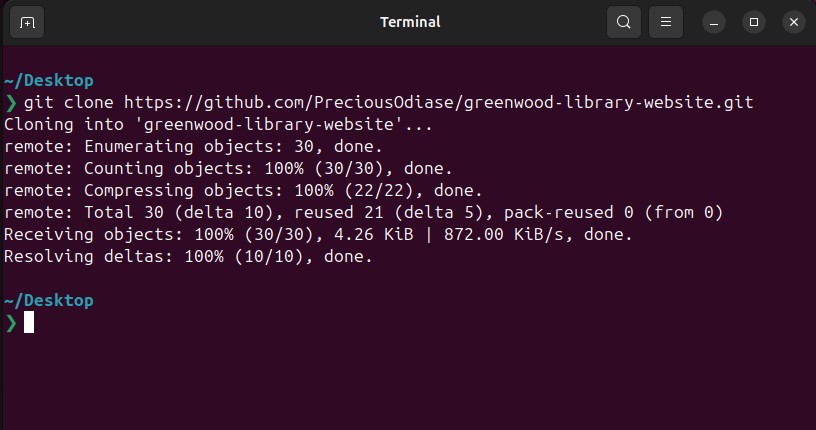 Terminal
~/Desktop
❯ git clone https://github.com/PreciousOdiase/greenwood-library-website.git
Cloning into 'greenwood-library-website'...
remote: Enumerating objects: 30, done.
remote: Counting objects: 100% (30/30), done.
remote: Compressing objects: 100% (22/22), done.
remote: Total 30 (delta 10), reused 21 (delta 5), pack-reused 0 (from 0)
Receiving objects: 100% (30/30), 4.26 KiB | 872.00 KiB/s, done.
Resolving deltas: 100% (10/10), done.
~/Desktop
❯